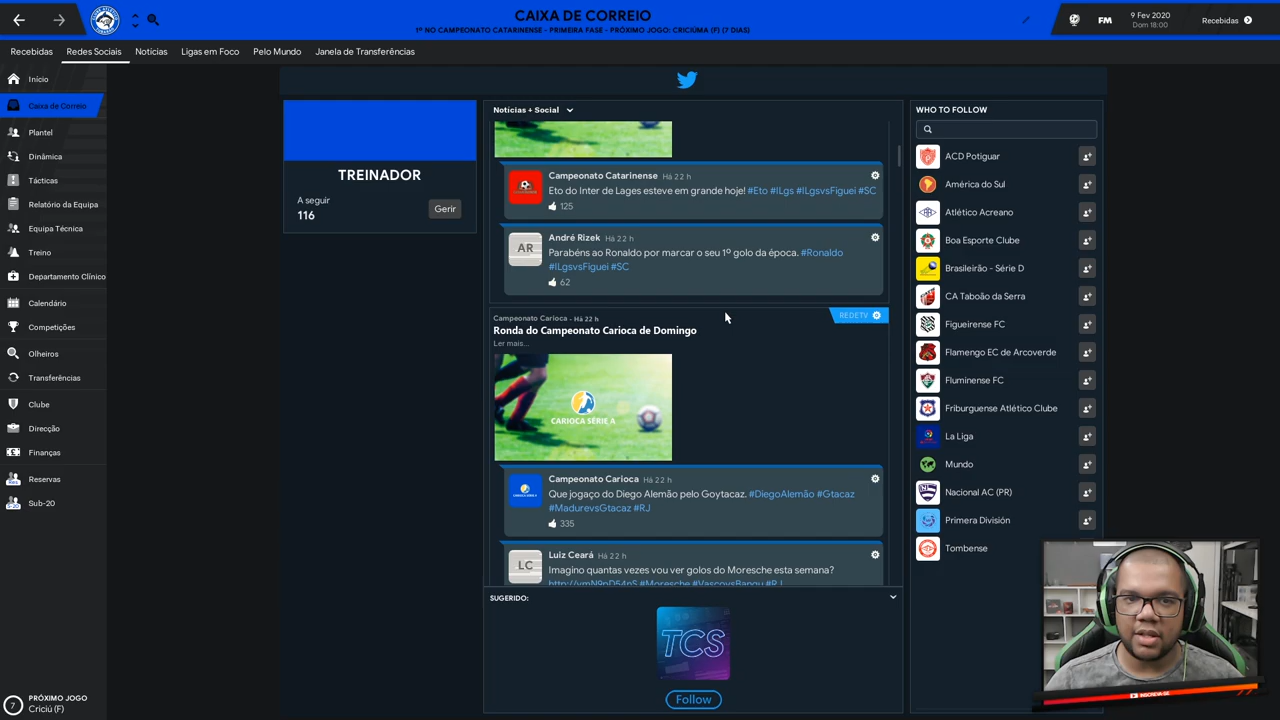 CAIXA DE CORREIO
1º NO CAMPEONATO CATARINENSE - PRIMEIRA FASE - PRÓXIMO JOGO: CRICIÚMA (F) (7 DIAS)
FM
9 Fev 2020
Dom 18:00
Recebidas
Recebidas
Redes Sociais
Notícias
Ligas em Foco
Pelo Mundo
Janela de Transferências
Início
Caixa de Correio
Plantel
Dinâmica
Tácticas
Relatório da Equipa
Equipa Técnica
Treino
Departamento Clínico
Calendário
Competições
Olheiros
Transferências
Clube
Direcção
Finanças
Reservas
Sub-20
7
PRÓXIMO JOGO
Criciú (F)
TREINADOR
A seguir
116
Gerir
Notícias + Social
Campeonato Catarinense Há 22 h
Eto do Inter de Lages esteve em grande hoje! #Eto #ILgs #ILgsvsFiguei #SC
125
AR
André Rizek Há 22 h
Parabéns ao Ronaldo por marcar o seu 1º golo da época. #Ronaldo
#ILgsvsFiguei #SC
62
Campeonato Carioca - Há 22 h
REDETV
Ronda do Campeonato Carioca de Domingo
Ler mais...
CARIOCA SÉRIE A
Campeonato Carioca Há 22 h
Que jogaço do Diego Alemão pelo Goytacaz. #DiegoAlemão #Gtacaz
#MadurevsGtacaz #RJ
335
LC
Luiz Ceará Há 22 h
Imagino quantas vezes vou ver golos do Moresche esta semana?
#Moresche #VascovsBangu #RJ
SUGERIDO:
TCS
Follow
WHO TO FOLLOW
ACD Potiguar
América do Sul
Atlético Acreano
Boa Esporte Clube
Brasileirão - Série D
CA Taboão da Serra
Figueirense FC
Flamengo EC de Arcoverde
Fluminense FC
Friburguense Atlético Clube
La Liga
Mundo
Nacional AC (PR)
Primera División
Tombense
INSCREVA-SE